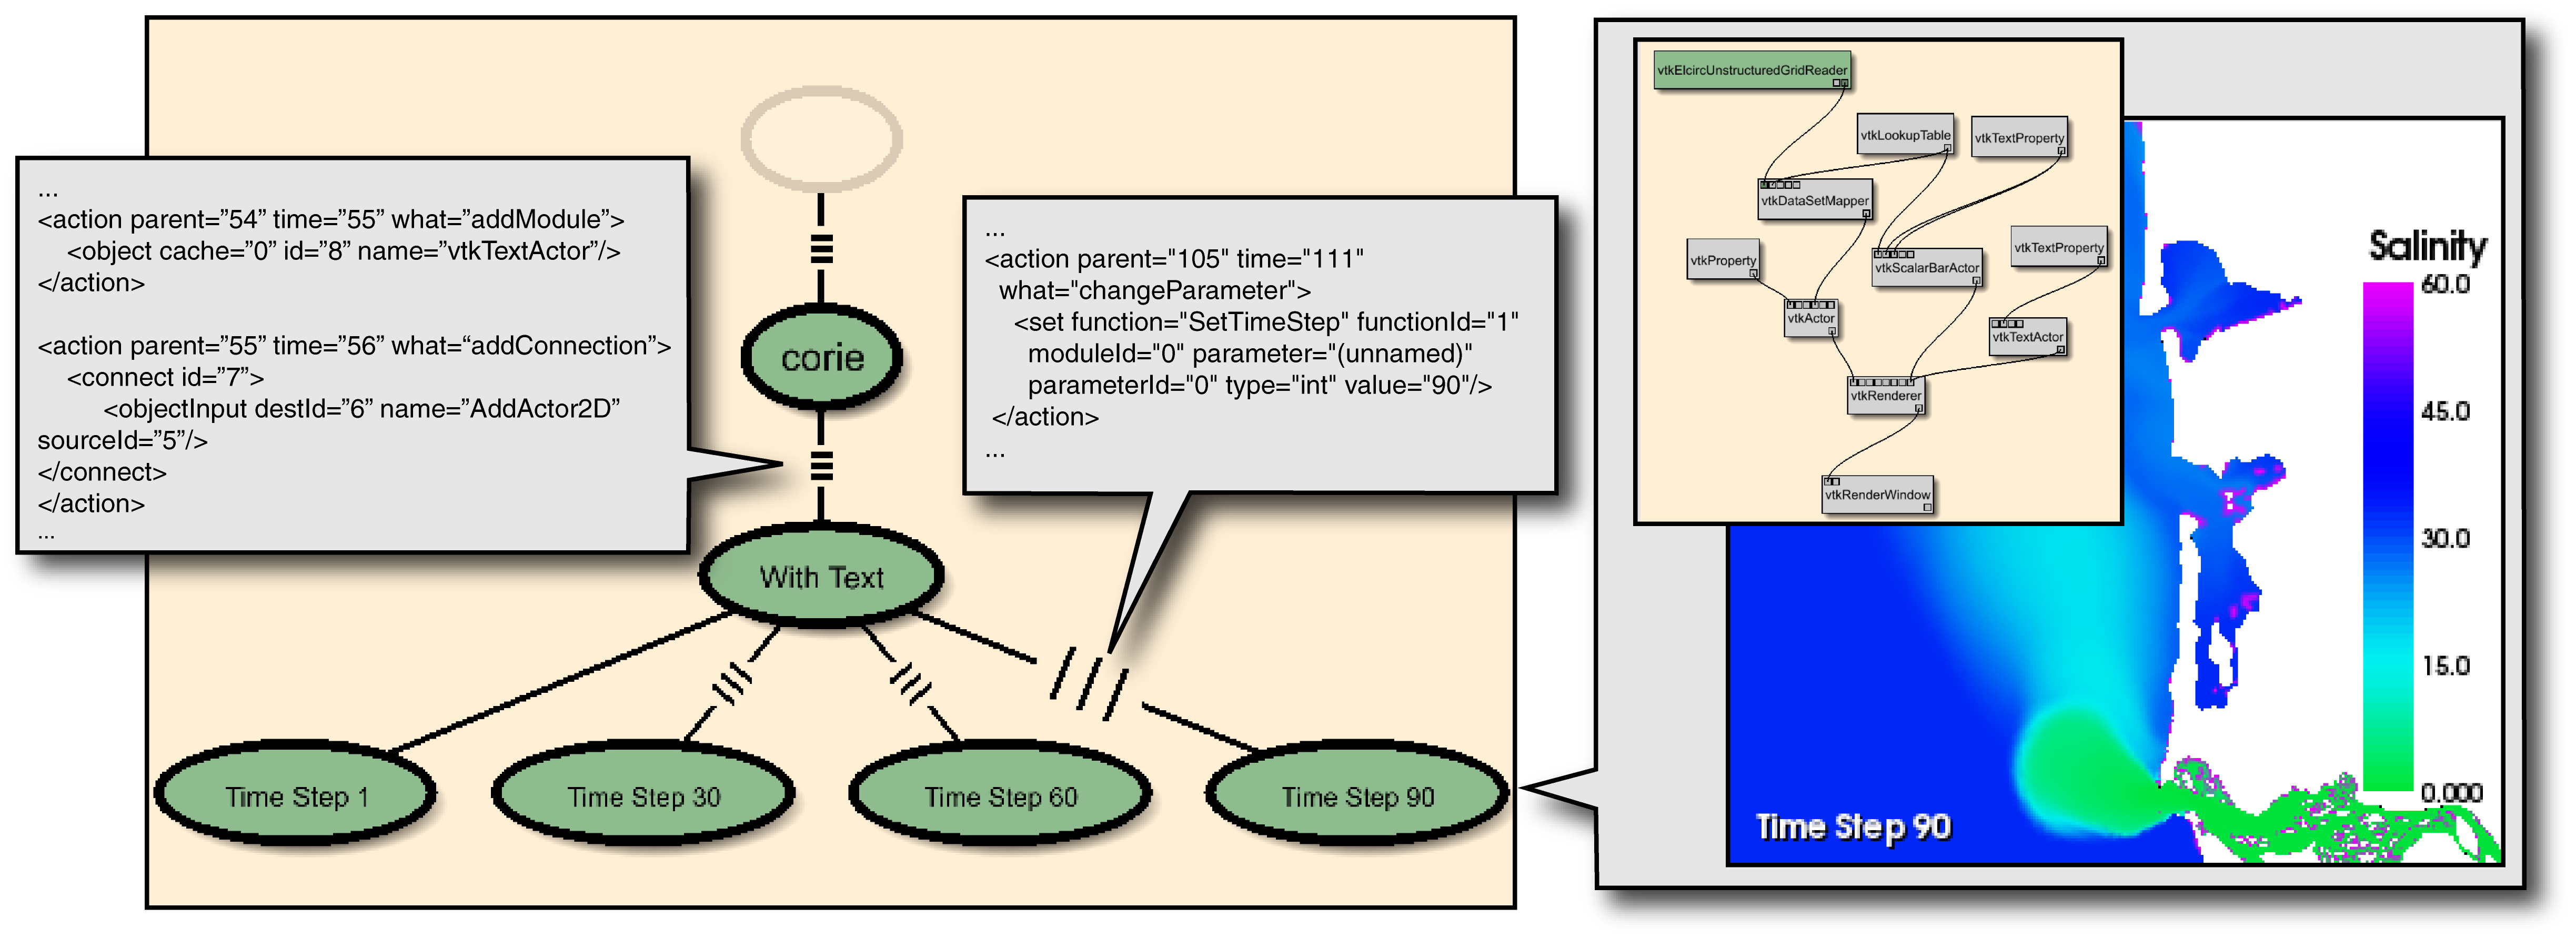 ...
<action parent=”54” time=”55” what=”addModule”>
<object cache=”0” id=”8” name=”vtkTextActor”/>
</action>
<action parent=”55” time=”56” what=“addConnection”>
<connect id=”7”>
<objectInput destId=”6” name=”AddActor2D”
sourceId=”5”/>
</connect>
</action>
...
corie
With Text
Time Step 1
Time Step 30
Time Step 60
Time Step 90
...
<action parent="105" time="111"
what="changeParameter">
<set function="SetTimeStep" functionId="1"
moduleId="0" parameter="(unnamed)"
parameterId="0" type="int" value="90"/>
</action>
...
vtkElcircUnstructuredGridReader
vtkLookupTable
vtkTextProperty
vtkDataSetMapper
vtkProperty
vtkScalarBarActor
vtkTextProperty
vtkActor
vtkTextActor
vtkRenderer
vtkRenderWindow
Salinity
60.0
45.0
30.0
15.0
0.000
Time Step 90